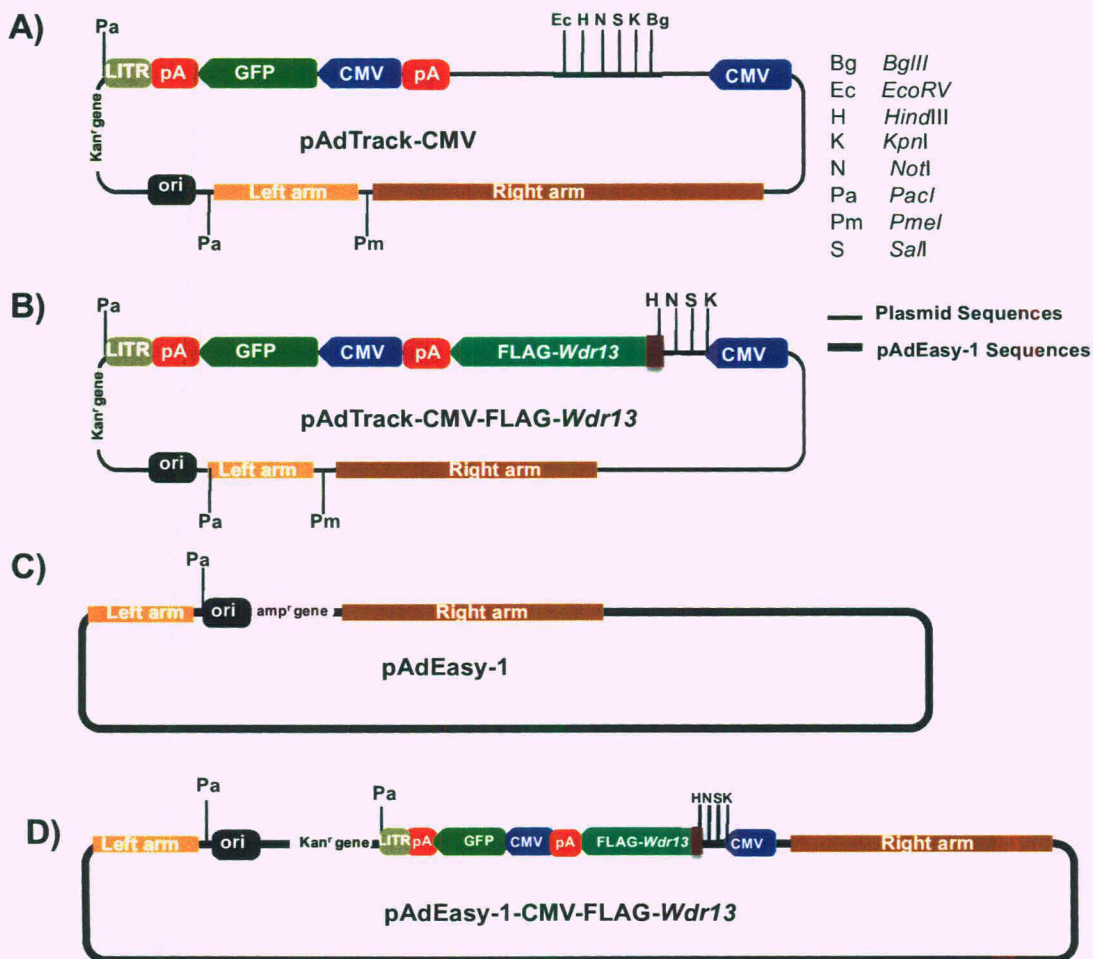 A)
Pa
Ec H N S K Bg
LITR pA GFP CMV pA CMV
Kanʳ gene
pAdTrack-CMV
ori Left arm Right arm
Pa Pm
Bg BglII
Ec EcoRV
H HindIII
K KpnI
N NotI
Pa PacI
Pm PmeI
S SalI
Plasmid Sequences
pAdEasy-1 Sequences
B)
Pa
H N S K
LITR pA GFP CMV pA FLAG-Wdr13 CMV
Kanʳ gene
pAdTrack-CMV-FLAG-Wdr13
ori Left arm Right arm
Pa Pm
C)
Pa
Left arm ori ampʳ gene Right arm
pAdEasy-1
D)
Pa Pa HNSK
Left arm ori Kanʳ gene LITR pA GFP CMV pA FLAG-Wdr13 CMV Right arm
pAdEasy-1-CMV-FLAG-Wdr13